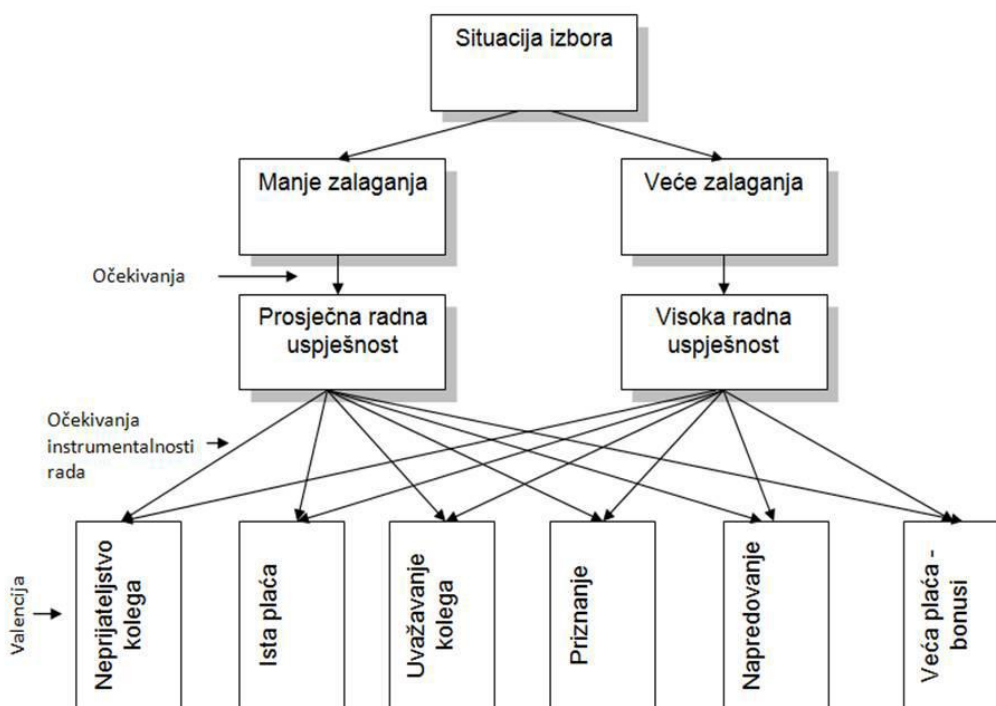 Situacija izbora
Manje zalaganja
Veće zalaganja
Očekivanja
Prosječna radna
uspješnost
Visoka radna
uspješnost
Očekivanja
instrumentalnosti
rada
Valencija
Neprijateljstvo
kolega
Ista plaća
Uvažavanje
kolega
Priznanje
Napredovanje
Veća plaća -
bonusi